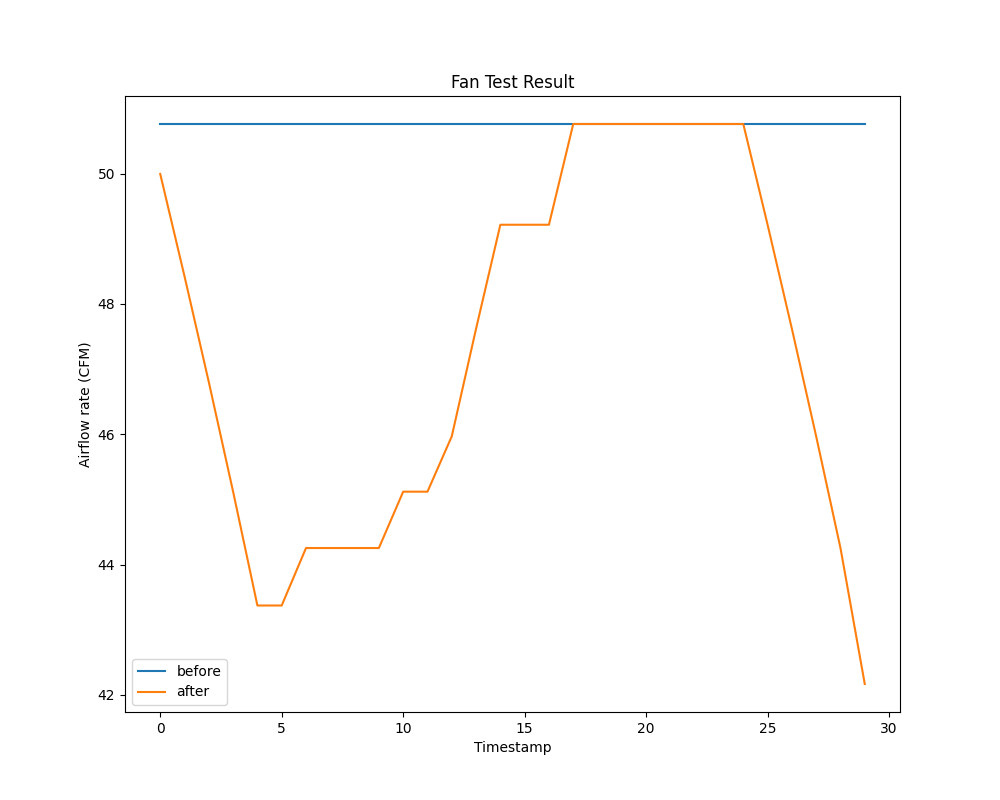 Fan Test Result
Airflow rate (CFM)
50
48
46
44
42
before
after
0 5 10 15 20 25 30
Timestamp